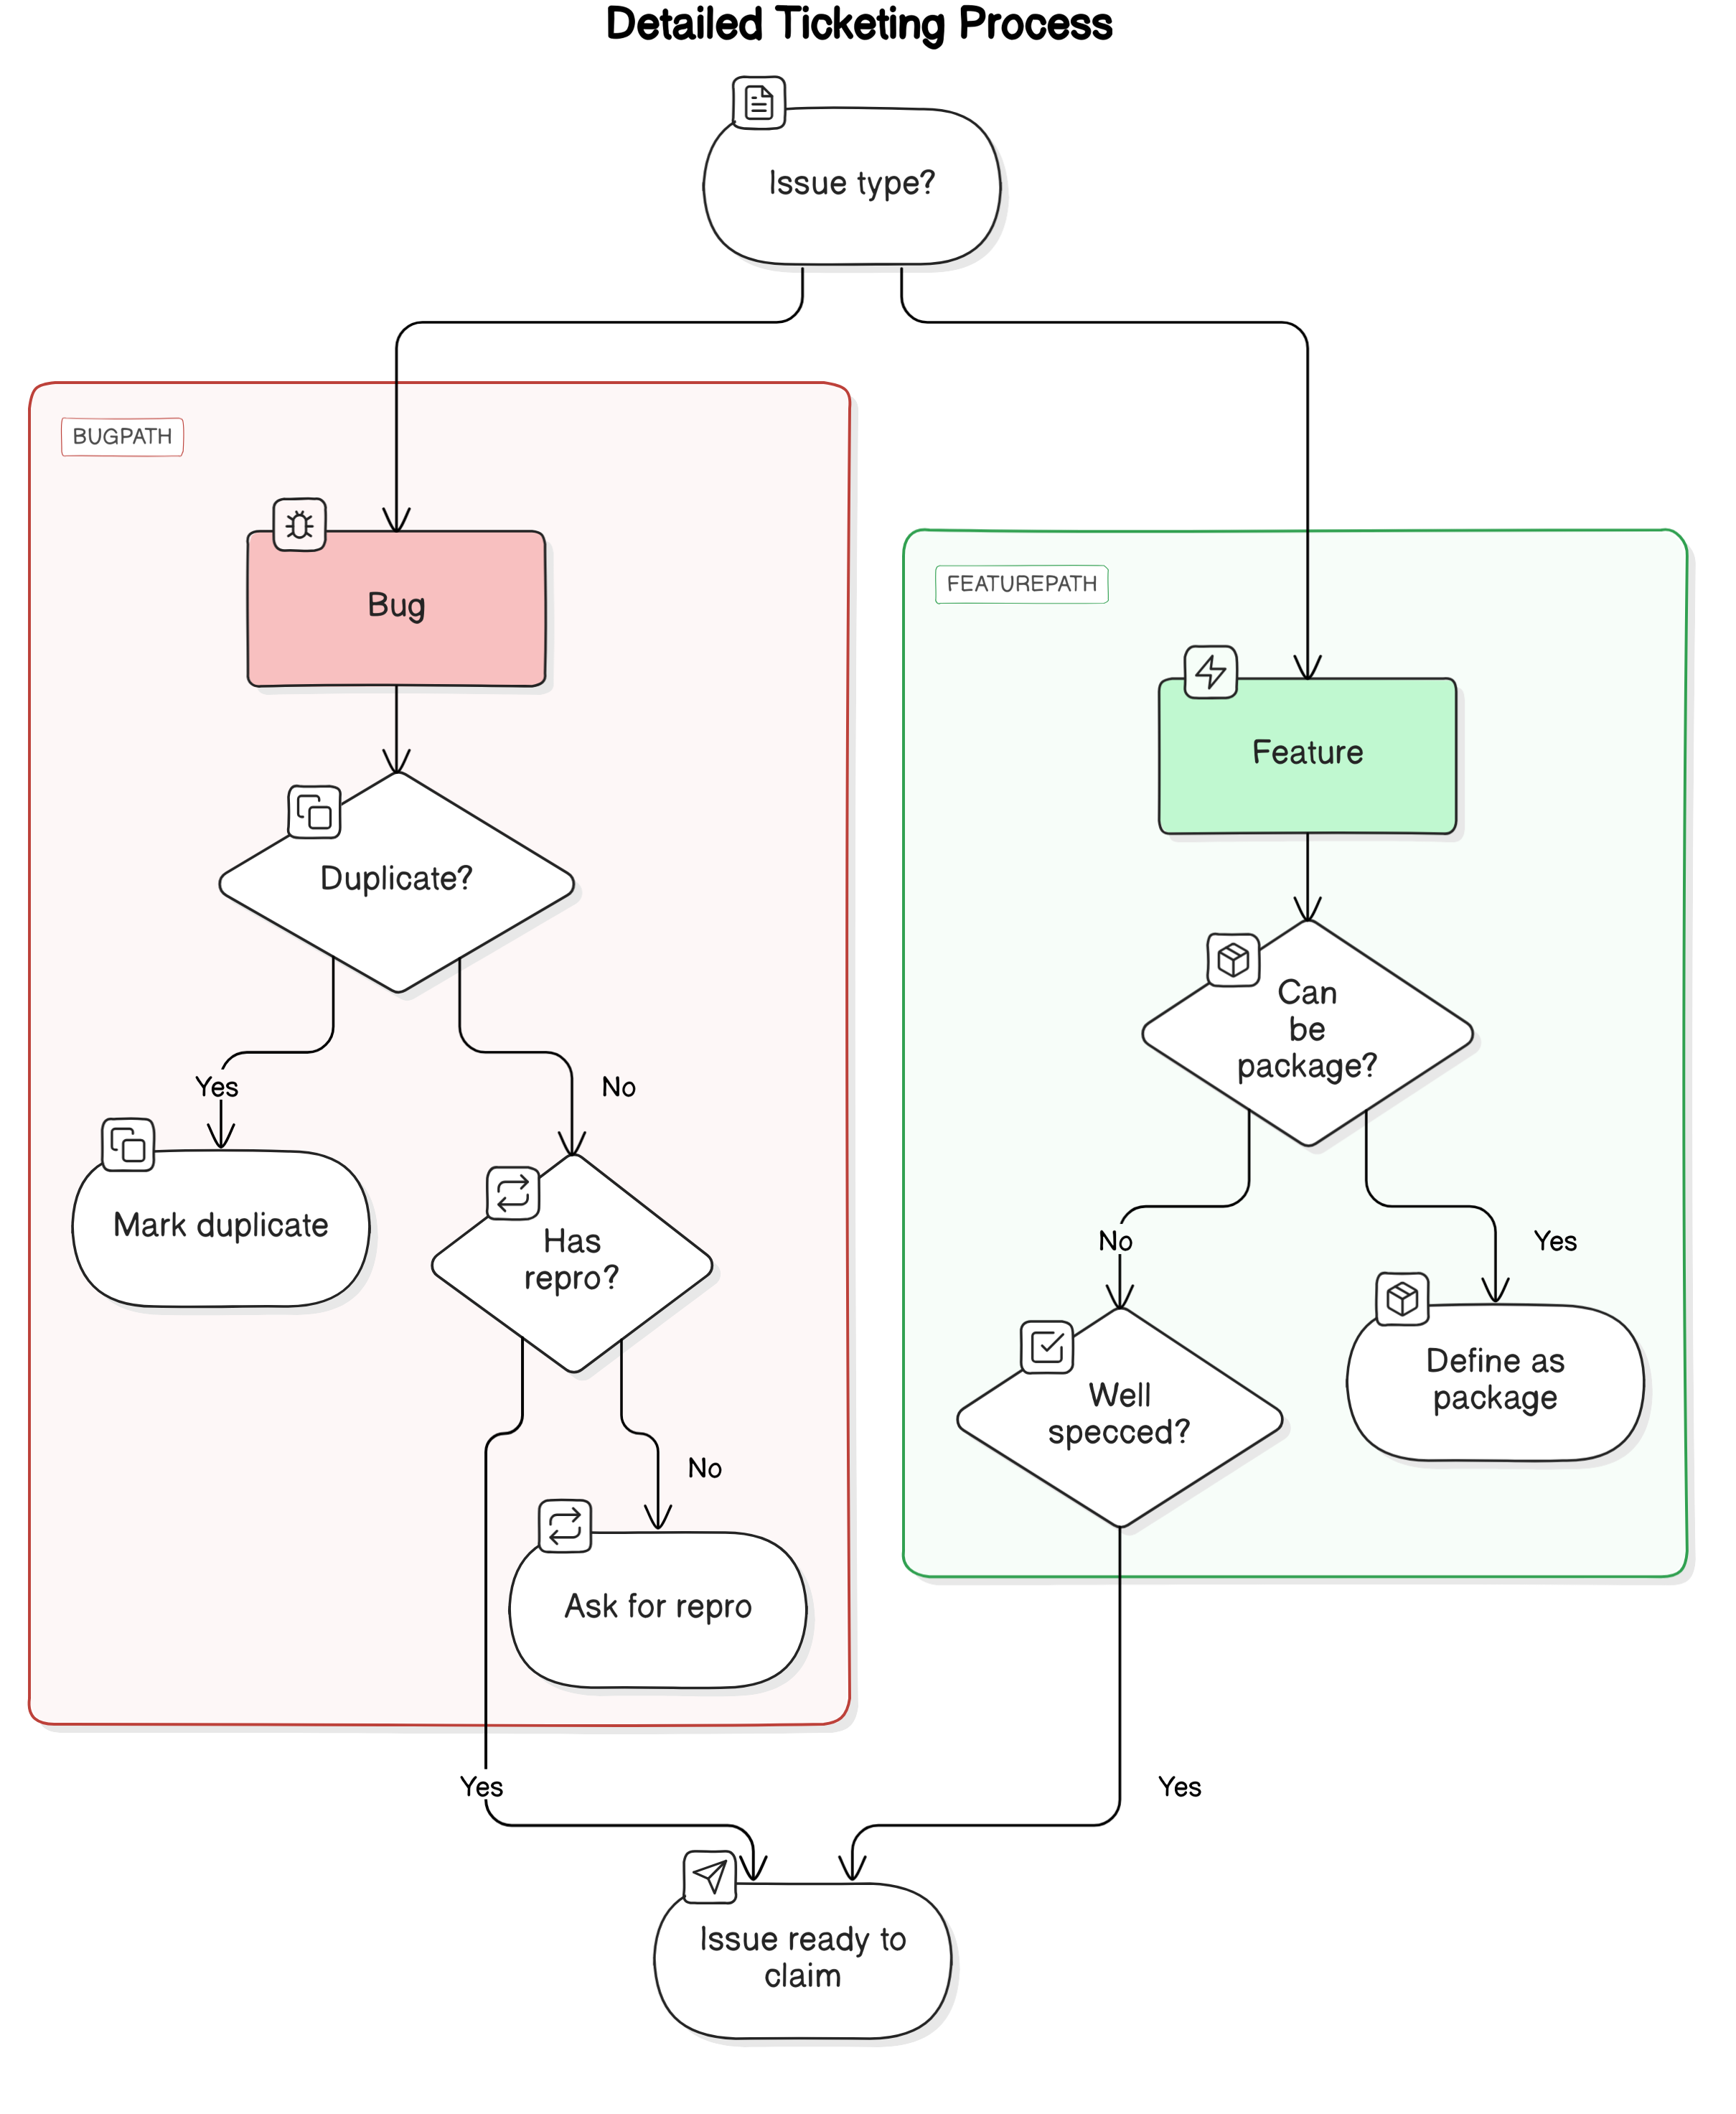 Detailed Ticketing Process
Issue type?
BUGPATH
Bug
FEATUREPATH
Feature
Duplicate?
Can
be
package?
Yes
No
Mark duplicate
Has
repro?
No
Yes
Well
specced?
Define as
package
No
Ask for repro
Yes
Yes
Issue ready to
claim